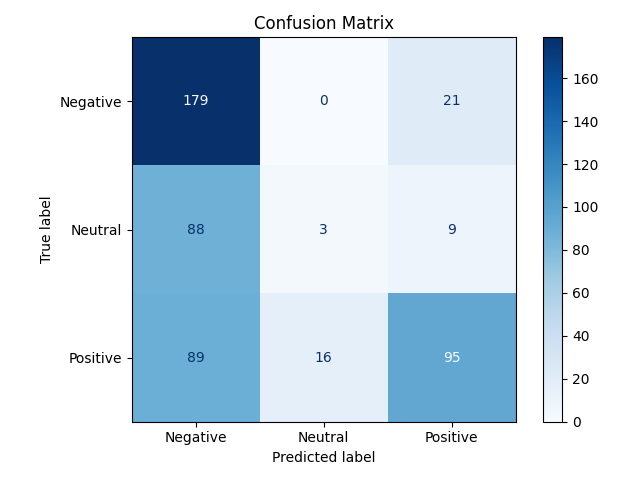 Confusion Matrix
True label
Negative
Neutral
Positive
179 0 21
88 3 9
89 16 95
Negative Neutral Positive
Predicted label
160
140
120
100
80
60
40
20
0